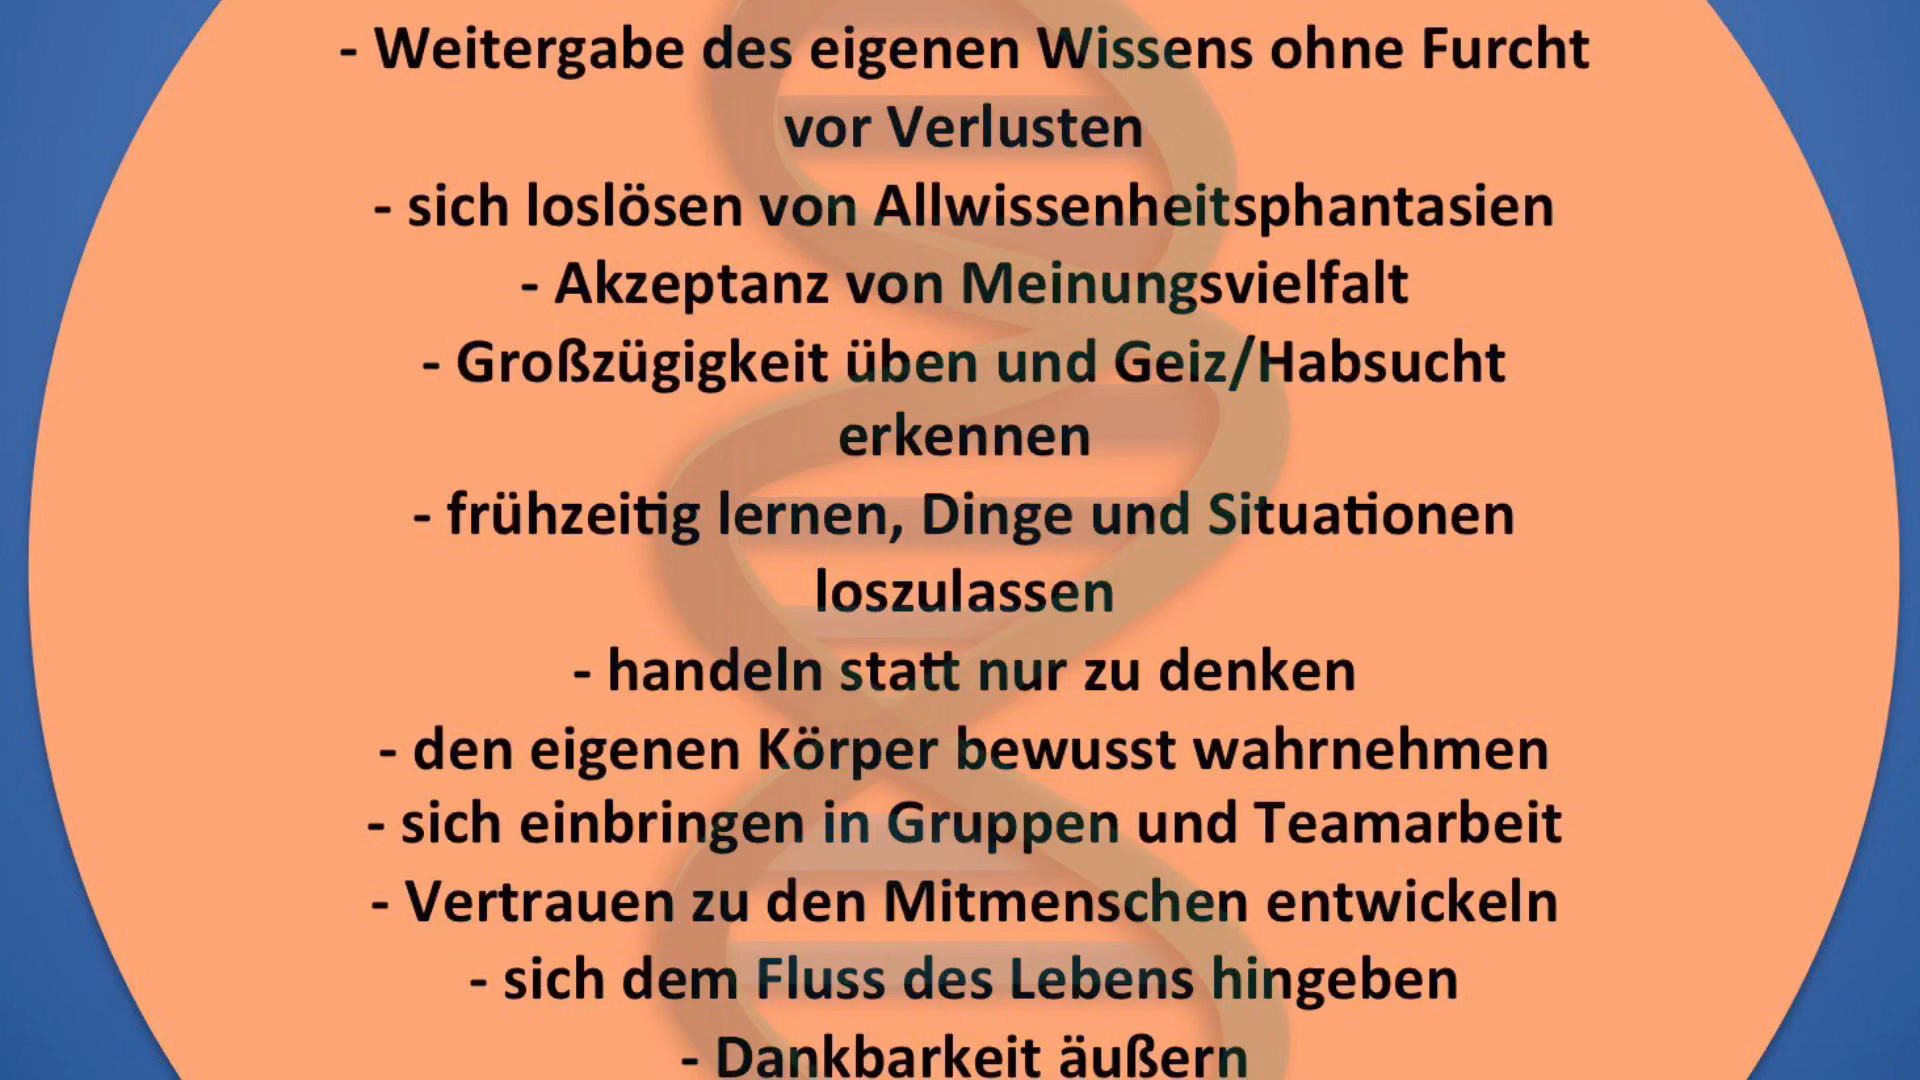 - Weitergabe des eigenen Wissens ohne Furcht
vor Verlusten
- sich loslösen von Allwissenheitsphantasien
- Akzeptanz von Meinungsvielfalt
- Großzügigkeit üben und Geiz/Habsucht
erkennen
- frühzeitig lernen, Dinge und Situationen
loszulassen
- handeln statt nur zu denken
- den eigenen Körper bewusst wahrnehmen
- sich einbringen in Gruppen und Teamarbeit
- Vertrauen zu den Mitmenschen entwickeln
- sich dem Fluss des Lebens hingeben
- Dankbarkeit äußern